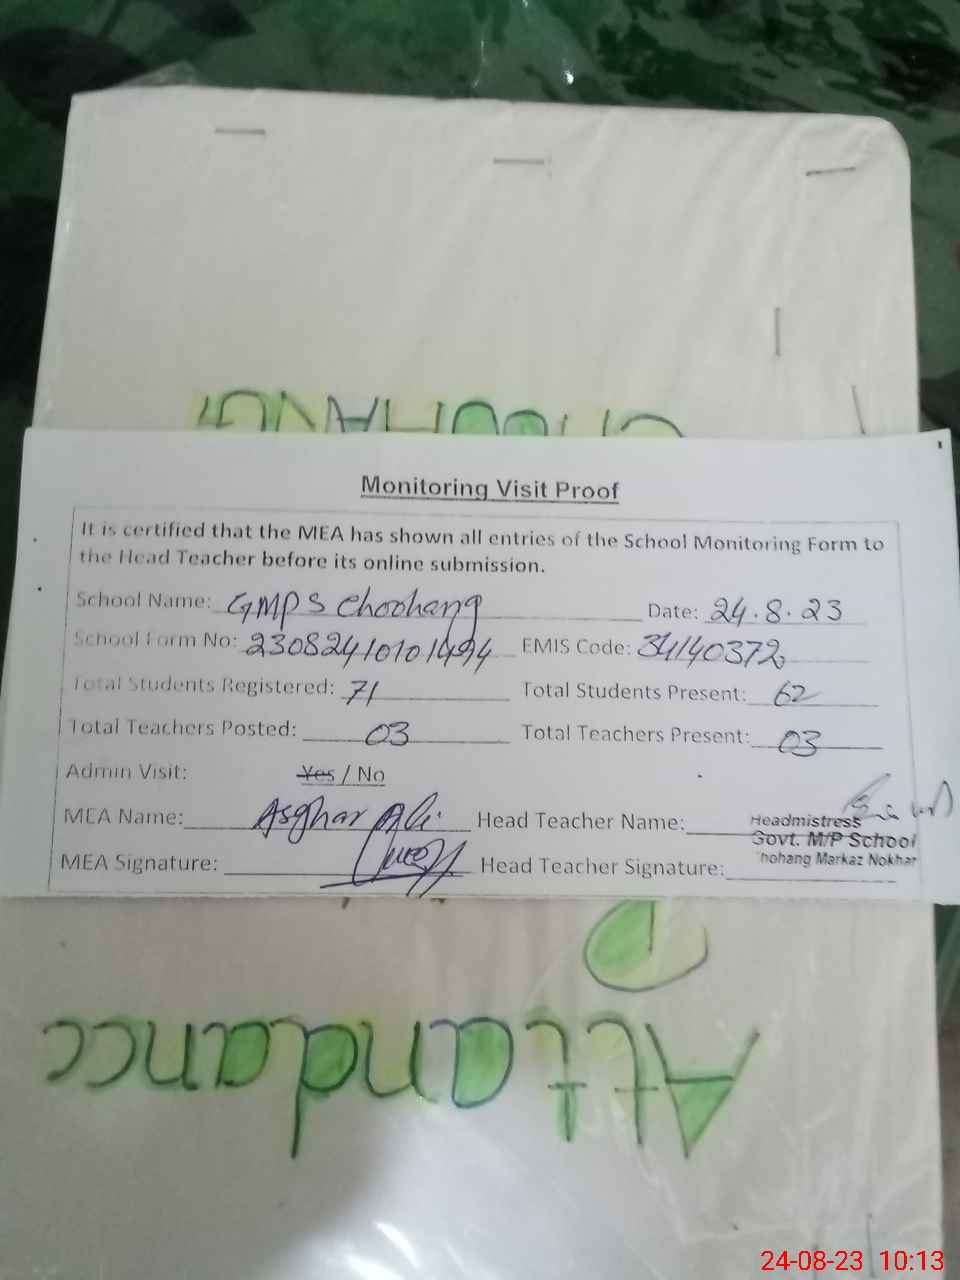 CHOOHANG
Monitoring Visit Proof
It is certified that the MEA has shown all entries of the School Monitoring Form to
the Head Teacher before its online submission.
School Name: GMPS Choohang Date: 24.8.23
School Form No: 23082410101494 EMIS Code: 34140372
Total Students Registered: 71 Total Students Present: 62
Total Teachers Posted: 03 Total Teachers Present: 03
Admin Visit: Yes / No
MEA Name: Asghar Ali Head Teacher Name:
Headmistress
Govt. M/P School
hohang Markaz Nokhar
MEA Signature: Head Teacher Signature:
Attandance
24-08-23 10:13